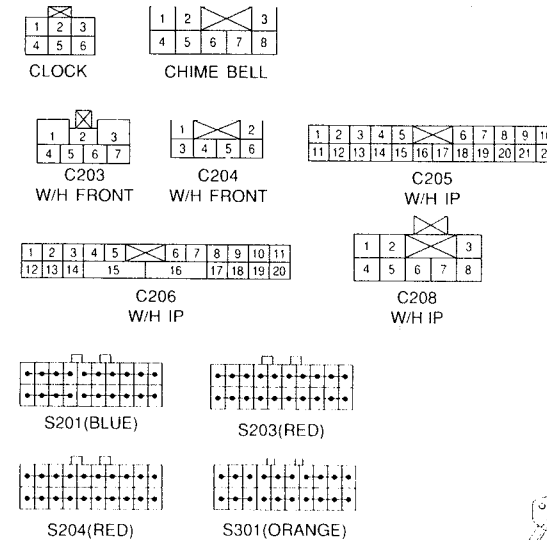 1 2 3
4 5 6
CLOCK
1 2 3
4 5 6 7 8
CHIME BELL
1 2 3
4 5 6 7
C203
W/H FRONT
1 2
3 4 5 6
C204
W/H FRONT
1 2 3 4 5 6 7 8 9
11 12 13 14 15 16 17 18 19 20 21
C205
W/H IP
1 2 3 4 5 6 7 8 9 10 11
12 13 14 15 16 17 18 19 20
C206
W/H IP
1 2 3
4 5 6 7 8
C208
W/H IP
S201(BLUE)
S203(RED)
S204(RED)
S301(ORANGE)